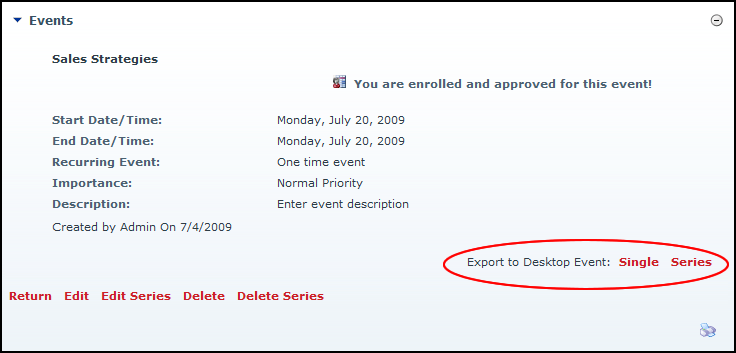 Events
Sales Strategies
You are enrolled and approved for this event!
Start Date/Time: Monday, July 20, 2009
End Date/Time: Monday, July 20, 2009
Recurring Event: One time event
Importance: Normal Priority
Description: Enter event description
Created by Admin On 7/4/2009
Export to Desktop Event: Single Series
Return Edit Edit Series Delete Delete Series